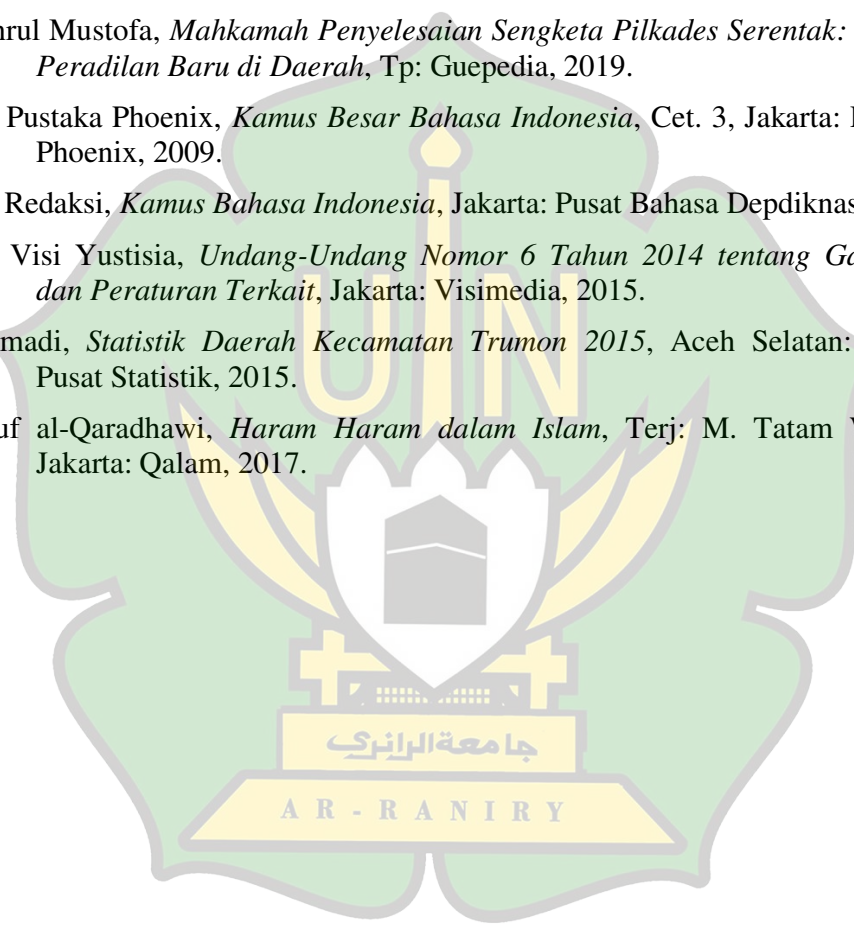 nrul Mustofa, Mahkamah Penyelesaian Sengketa Pilkades Serentak:
Peradilan Baru di Daerah, Tp: Guepedia, 2019.
Pustaka Phoenix, Kamus Besar Bahasa Indonesia, Cet. 3, Jakarta:
Phoenix, 2009.
Redaksi, Kamus Bahasa Indonesia, Jakarta: Pusat Bahasa Depdiknas
Visi Yustisia, Undang-Undang Nomor 6 Tahun 2014 tentang Ga
dan Peraturan Terkait, Jakarta: Visimedia, 2015.
madi, Statistik Daerah Kecamatan Trumon 2015, Aceh Selatan:
Pusat Statistik, 2015.
uf al-Qaradhawi, Haram Haram dalam Islam, Terj: M. Tatam
Jakarta: Qalam, 2017.
UIN
جامعةالرانري
AR-RANIRY